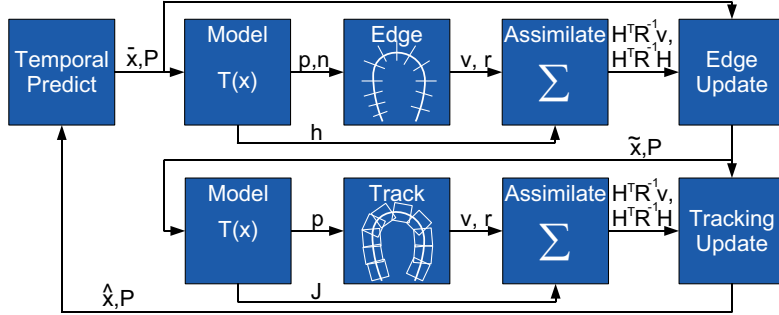 Temporal
Predict
x̄,P
Model
T(x)
p,n
Edge
v, r
Assimilate
Σ
HᵀR⁻¹v,
HᵀR⁻¹H
Edge
Update
h
x̃,P
Model
T(x)
p
Track
v, r
Assimilate
Σ
HᵀR⁻¹v,
HᵀR⁻¹H
Tracking
Update
J
x̂,P